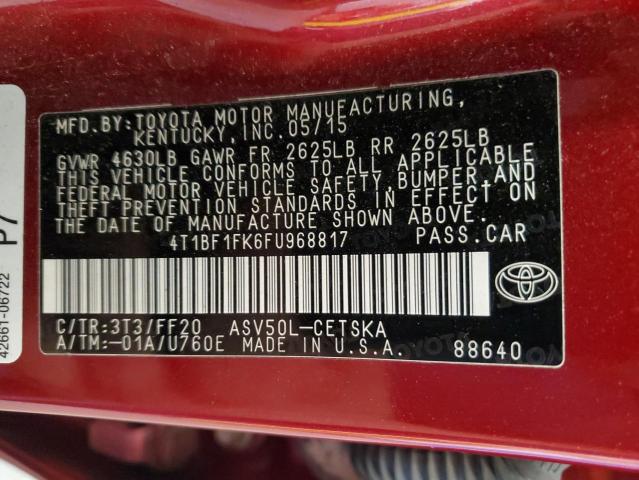 MFD. BY:TOYOTA MOTOR MANUFACTURING,
KENTUCKY, INC. 05/15
GVWR 4630LB GAWR FR 2625LB RR 2625LB
THIS VEHICLE CONFORMS TO ALL APPLICABLE
FEDERAL MOTOR VEHICLE SAFETY,BUMPER,AND
THEFT PREVENTION STANDARDS IN EFFECT ON
THE DATE OF MANUFACTURE SHOWN ABOVE.
4T1BF1FK6FU968817 PASS.CAR
C/TR:3T3/FF20 ASV50L-CETSKA
A/TM:-01A/U760E MADE IN U.S.A. 88640
P7
42661-06722